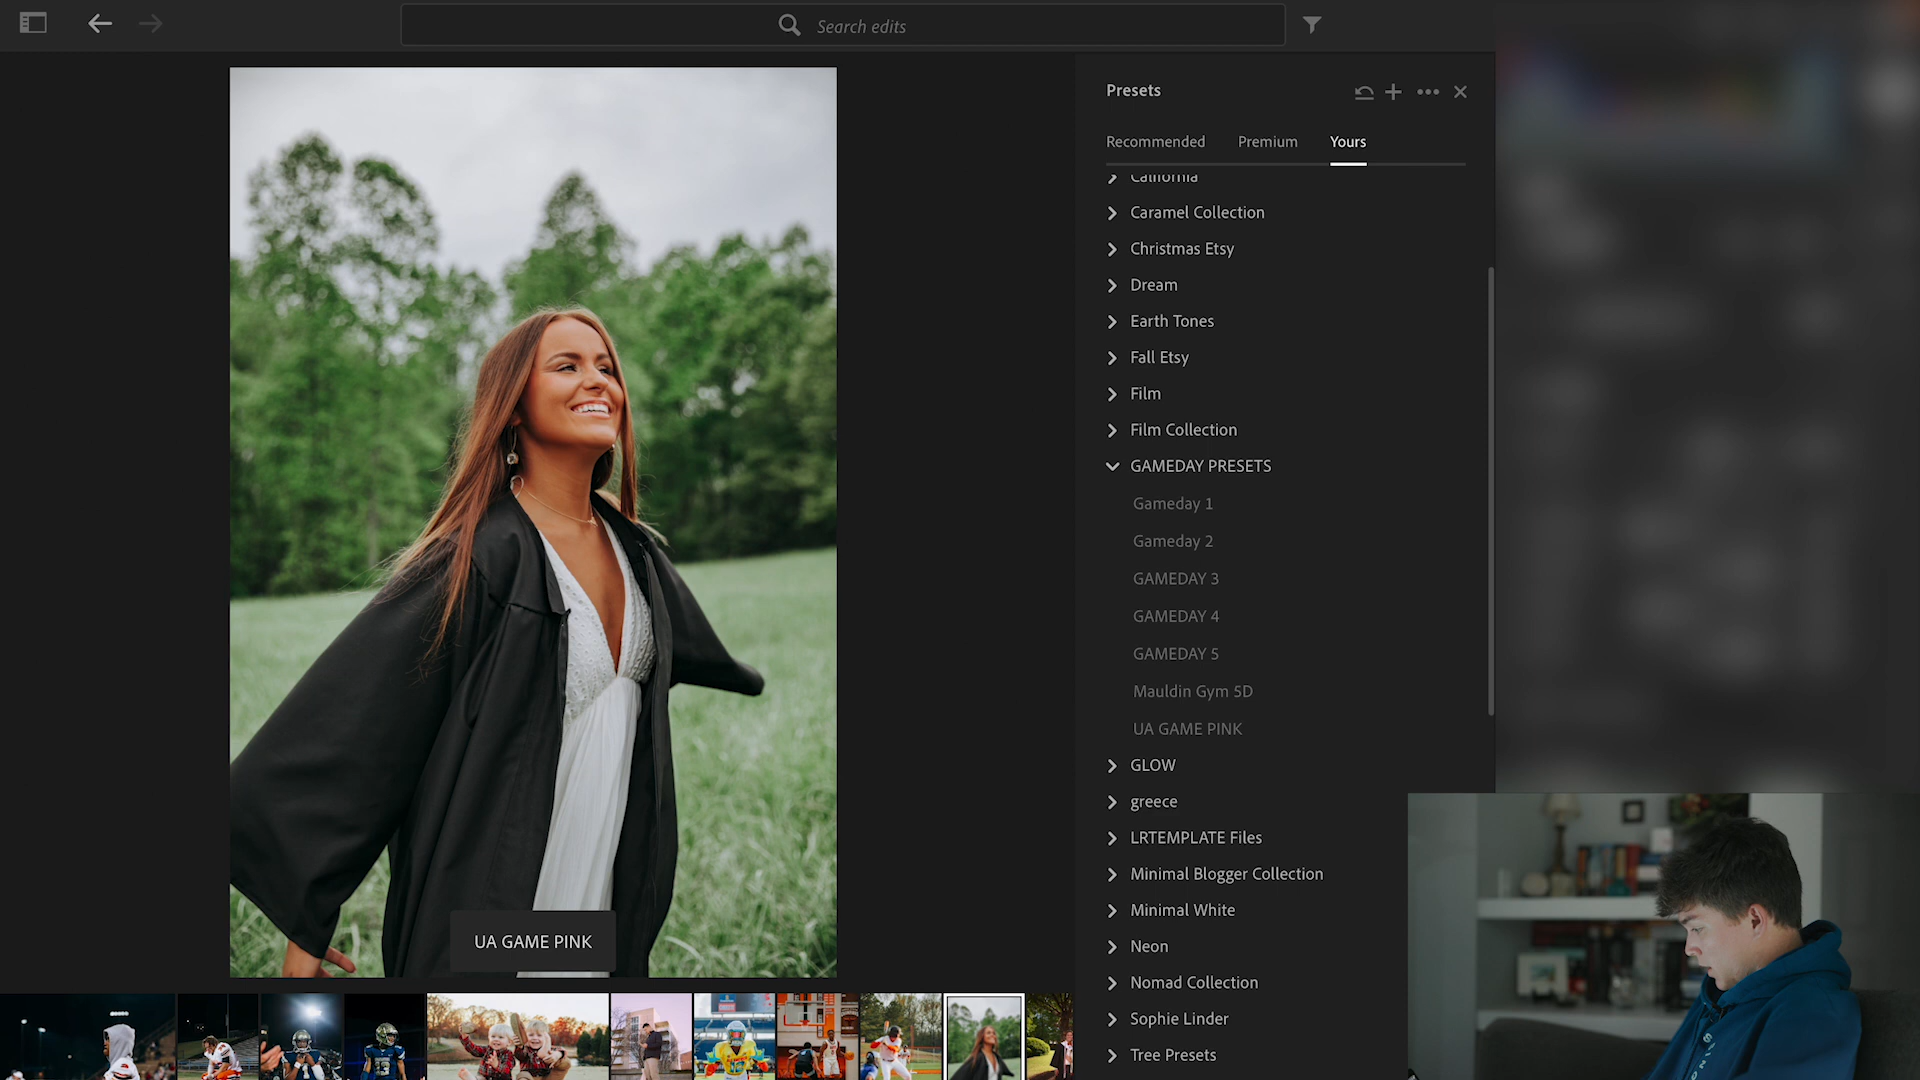 Search edits
Presets
Recommended Premium Yours
California
Caramel Collection
Christmas Etsy
Dream
Earth Tones
Fall Etsy
Film
Film Collection
GAMEDAY PRESETS
Gameday 1
Gameday 2
GAMEDAY 3
GAMEDAY 4
GAMEDAY 5
Mauldin Gym 5D
UA GAME PINK
GLOW
greece
LRTEMPLATE Files
Minimal Blogger Collection
Minimal White
Neon
Nomad Collection
Sophie Linder
Tree Presets
UA GAME PINK